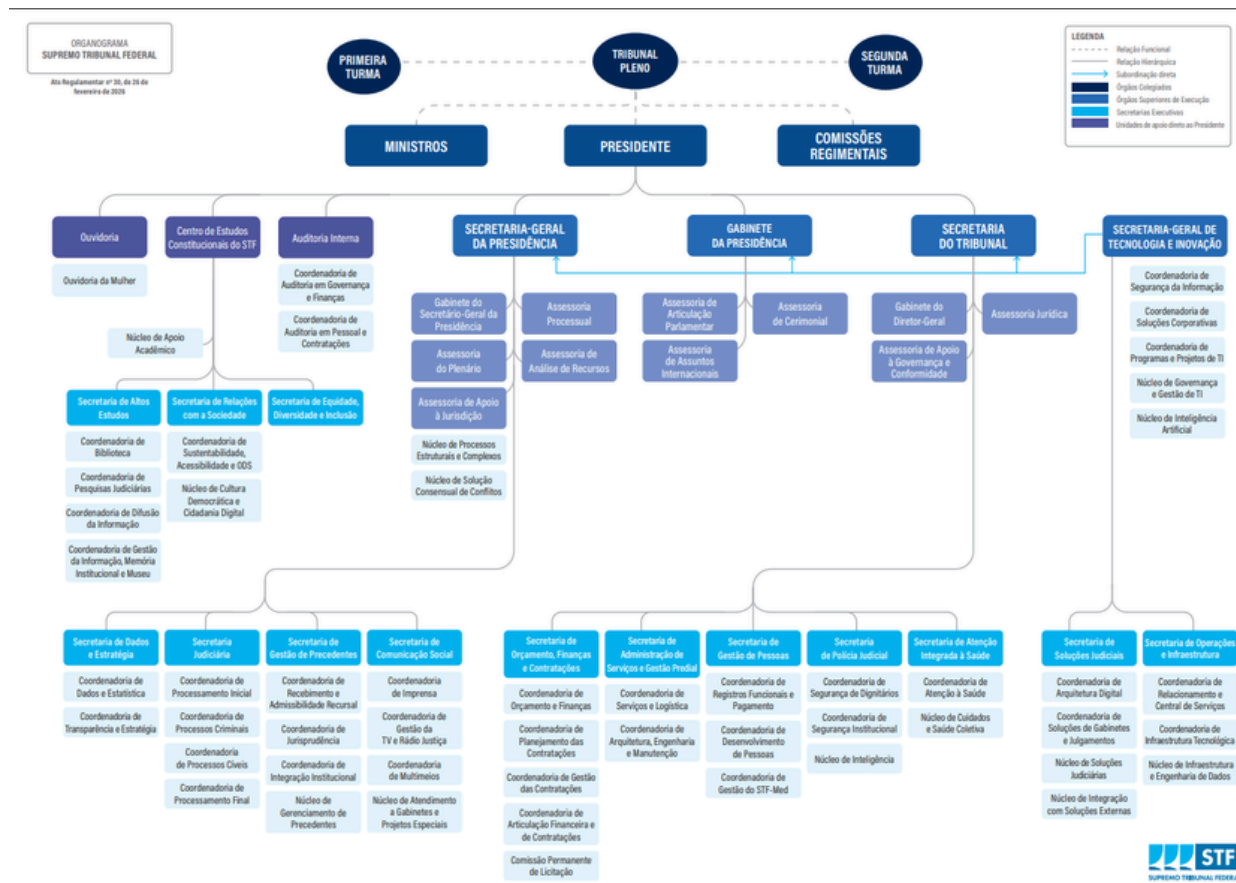 ORGANOGRAMA
SUPREMO TRIBUNAL FEDERAL
Ato Regulamentar nº 30, de 26 de
fevereiro de 2026
PRIMEIRA
TURMA
TRIBUNAL
PLENO
SEGUNDA
TURMA
LEGENDA
Relação Funcional
Relação Hierárquica
Subordinação direta
Órgãos Colegiados
Órgãos Superiores de Execução
Secretarias Executivas
Unidades de apoio direto ao Presidente
MINISTROS
PRESIDENTE
COMISSÕES
REGIMENTAIS
Ouvidoria
Centro de Estudos
Constitucionais do STF
Auditoria Interna
SECRETARIA-GERAL
DA PRESIDÊNCIA
GABINETE
DA PRESIDÊNCIA
SECRETARIA
DO TRIBUNAL
SECRETARIA-GERAL DE
TECNOLOGIA E INOVAÇÃO
Ouvidoria da Mulher
Núcleo de Apoio
Acadêmico
Coordenadoria de
Auditoria em Governança
e Finanças
Coordenadoria de
Auditoria em Pessoal e
Contratações
Secretaria de Altos
Estudos
Coordenadoria de
Biblioteca
Coordenadoria de
Pesquisas Judiciárias
Coordenadoria de Difusão
da Informação
Coordenadoria de Gestão
da Informação, Memória
Institucional e Museu
Secretaria de Relações
com a Sociedade
Coordenadoria de
Sustentabilidade,
Acessibilidade e ODS
Núcleo de Cultura
Democrática e
Cidadania Digital
Secretaria de Equidade,
Diversidade e Inclusão
Gabinete do
Secretário-Geral da
Presidência
Assessoria
Processual
Assessoria
do Plenário
Assessoria de
Análise de Recursos
Assessoria de Apoio
à Jurisdição
Núcleo de Processos
Estruturais e Complexos
Núcleo de Solução
Consensual de Conflitos
Assessoria de
Articulação
Parlamentar
Assessoria
de Cerimonial
Assessoria
de Assuntos
Internacionais
Gabinete do
Diretor-Geral
Assessoria Jurídica
Assessoria de Apoio
à Governança e
Conformidade
Coordenadoria de
Segurança da Informação
Coordenadoria de
Soluções Corporativas
Coordenadoria de
Programas e Projetos de TI
Núcleo de Governança
e Gestão de TI
Núcleo de Inteligência
Artificial
Secretaria de Dados
e Estratégia
Coordenadoria de
Dados e Estatística
Coordenadoria de
Transparência e Estratégia
Secretaria
Judiciária
Coordenadoria de
Processamento Inicial
Coordenadoria de
Processos Criminais
Coordenadoria
de Processos Cíveis
Coordenadoria de
Processamento Final
Secretaria de
Gestão de Precedentes
Coordenadoria de
Recebimento e
Admissibilidade Recursal
Coordenadoria de
Jurisprudência
Coordenadoria de
Integração Institucional
Núcleo de
Gerenciamento de
Precedentes
Secretaria de
Comunicação Social
Coordenadoria
de Imprensa
Coordenadoria de
Gestão da
TV e Rádio Justiça
Coordenadoria
de Multimeios
Núcleo de Atendimento
a Gabinetes e
Projetos Especiais
Secretaria de
Orçamento, Finanças
e Contratações
Coordenadoria de
Orçamento e Finanças
Coordenadoria de
Planejamento das
Contratações
Coordenadoria de Gestão
das Contratações
Coordenadoria de
Articulação Financeira e
de Contratações
Comissão Permanente
de Licitação
Secretaria de
Administração de
Serviços e Gestão Predial
Coordenadoria de
Serviços e Logística
Coordenadoria de
Arquitetura, Engenharia
e Manutenção
Secretaria de
Gestão de Pessoas
Coordenadoria de
Registros Funcionais e
Pagamento
Coordenadoria de
Desenvolvimento
de Pessoas
Coordenadoria de
Gestão do STF-Med
Secretaria
de Polícia Judicial
Coordenadoria de
Segurança de Dignitários
Coordenadoria de
Segurança Institucional
Núcleo de Inteligência
Secretaria de Atenção
Integrada à Saúde
Coordenadoria de
Atenção à Saúde
Núcleo de Cuidados
e Saúde Coletiva
Secretaria de
Soluções Judiciais
Coordenadoria de
Arquitetura Digital
Coordenadoria de
Soluções de Gabinetes
e Julgamentos
Núcleo de Soluções
Judiciárias
Núcleo de Integração
com Soluções Externas
Secretaria de Operações
e Infraestrutura
Coordenadoria de
Relacionamento e
Central de Serviços
Coordenadoria de
Infraestrutura Tecnológica
Núcleo de Infraestrutura
e Engenharia de Dados
STF
SUPREMO TRIBUNAL FEDERAL